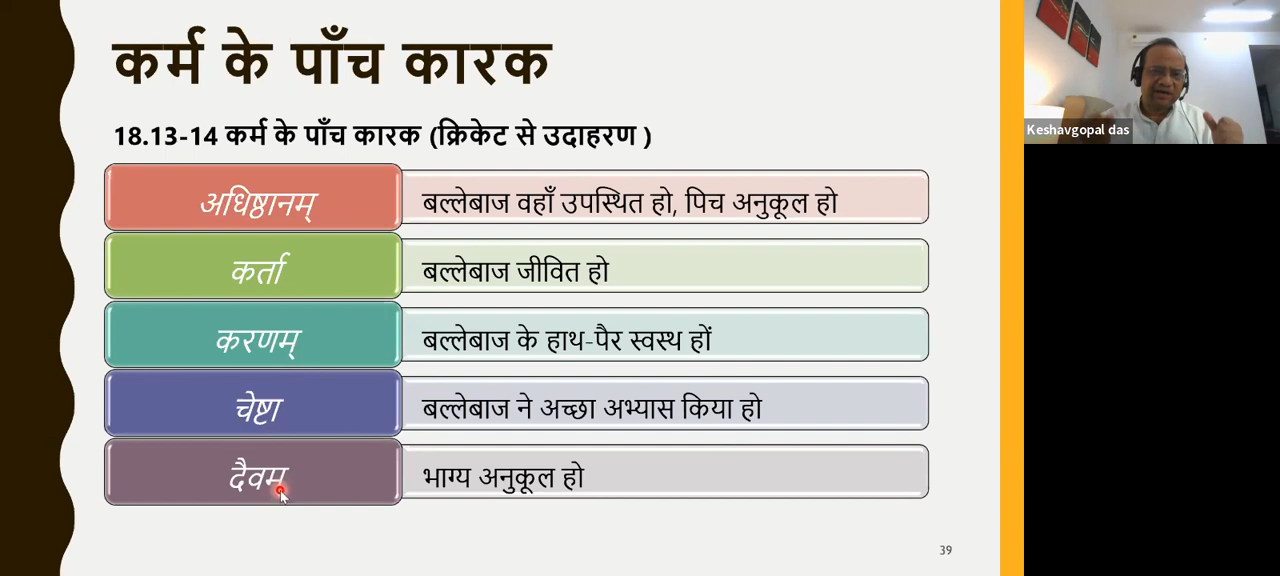 कर्म के पाँच कारक
18.13-14 कर्म के पाँच कारक (क्रिकेट से उदाहरण )
अधिष्ठानम् बल्लेबाज वहाँ उपस्थित हो, पिच अनुकूल हो
कर्ता बल्लेबाज जीवित हो
करणम् बल्लेबाज के हाथ-पैर स्वस्थ हों
चेष्टा बल्लेबाज ने अच्छा अभ्यास किया हो
दैवम् भाग्य अनुकूल हो
39
Keshavgopal das